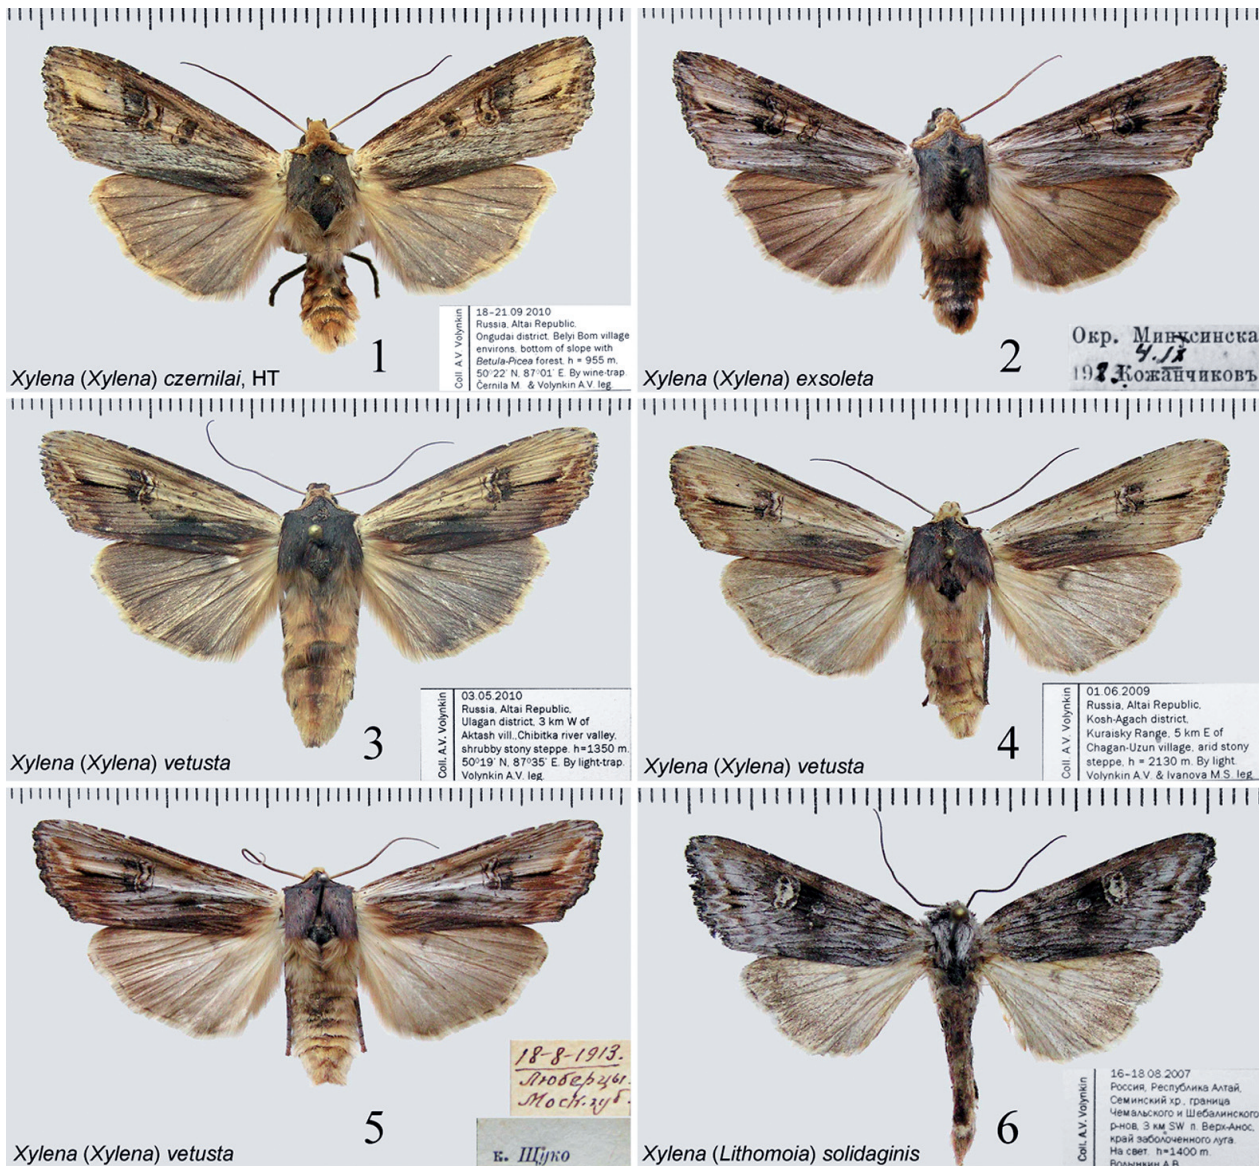 18–21 09 2010
Russia, Altai Republic,
Ongudai district, Belyi Bom village
environs, bottom of slope with
Betula-Picea forest, h = 955 m,
50°22' N, 87°01' E. By wine-trap.
Černila M. & Volynkin A.V. leg.
Coll. A.V. Volynkin
1
Xylena (Xylena) czernilai, HT
Окр. Минусинска
4.IX
Кожанчиковъ
2
Xylena (Xylena) exsoleta
03.05.2010
Russia, Altai Republic,
Ulagan district, 3 km W of
Aktash vill., Chibitka river valley,
shrubby stony steppe, h=1350 m,
50°19' N, 87°35' E. By light-trap.
Volynkin A.V. leg.
Coll. A.V. Volynkin
3
Xylena (Xylena) vetusta
01.06.2009
Russia, Altai Republic,
Kosh-Agach district,
Kuraisky Range, 5 km E of
Chagan-Uzun village, arid stony
steppe, h = 2130 m. By light.
Volynkin A.V. & Ivanova M.S. leg.
Coll. A.V. Volynkin
4
Xylena (Xylena) vetusta
18-8-1913.
Люберцы.
Моск.губ.
к. Щуко
5
Xylena (Xylena) vetusta
16–18 08.2007
Россия, Республика Алтай,
Семинский хр., граница
Чемальского и Шебалинского
р-нов, 3 км SW п. Верх-Анос,
край заболоченного луга.
На свет. h=1400 m.
Волынкин А.В.
Coll. A.V. Volynkin
6
Xylena (Lithomoia) solidaginis